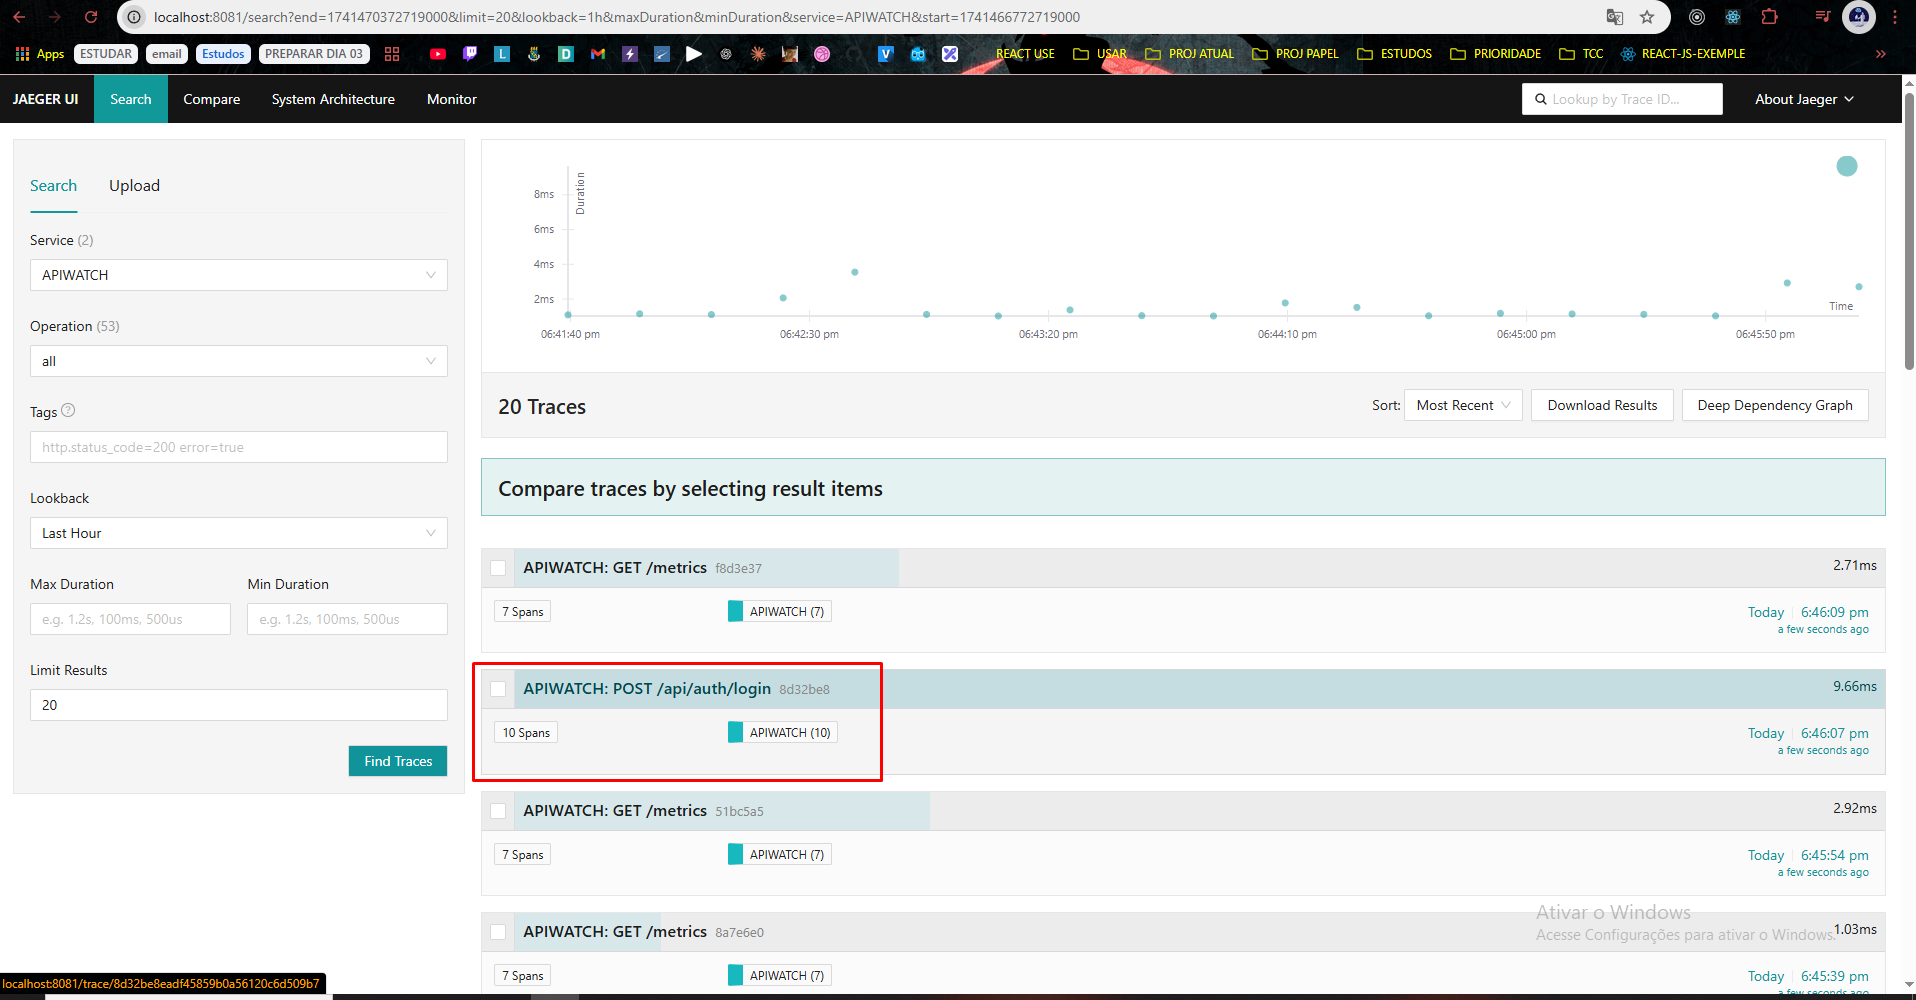 localhost:8081/search?end=1741470372719000&limit=20&lookback=1h&maxDuration&minDuration&service=APIWATCH&start=1741466772719000
Apps ESTUDAR email Estudos PREPARAR DIA 03 REACT USE USAR PROJ ATUAL PROJ PAPEL ESTUDOS PRIORIDADE TCC REACT-JS-EXEMPLE
JAEGER UI Search Compare System Architecture Monitor Lookup by Trace ID... About Jaeger
Search Upload
Service (2)
APIWATCH
Operation (53)
all
Tags ?
http.status_code=200 error=true
Lookback
Last Hour
Max Duration Min Duration
e.g. 1.2s, 100ms, 500us e.g. 1.2s, 100ms, 500us
Limit Results
20
Find Traces
Duration
8ms
6ms
4ms
2ms
Time
06:41:40 pm 06:42:30 pm 06:43:20 pm 06:44:10 pm 06:45:00 pm 06:45:50 pm
20 Traces Sort: Most Recent Download Results Deep Dependency Graph
Compare traces by selecting result items
APIWATCH: GET /metrics f8d3e37 2.71ms
7 Spans APIWATCH (7) Today 6:46:09 pm
a few seconds ago
APIWATCH: POST /api/auth/login 8d32be8 9.66ms
10 Spans APIWATCH (10) Today 6:46:07 pm
a few seconds ago
APIWATCH: GET /metrics 51bc5a5 2.92ms
7 Spans APIWATCH (7) Today 6:45:54 pm
a few seconds ago
APIWATCH: GET /metrics 8a7e6e0 1.03ms
7 Spans APIWATCH (7) Today 6:45:39 pm
a few seconds ago
Ativar o Windows
Acesse Configurações para ativar o Windows.
localhost:8081/trace/8d32be8eadf45859b0a56120c6d509b7